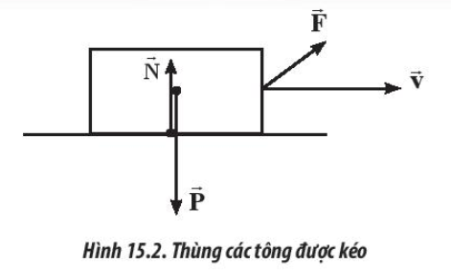 F⃗
N⃗
v⃗
P⃗
Hình 15.2. Thùng các tông được kéo